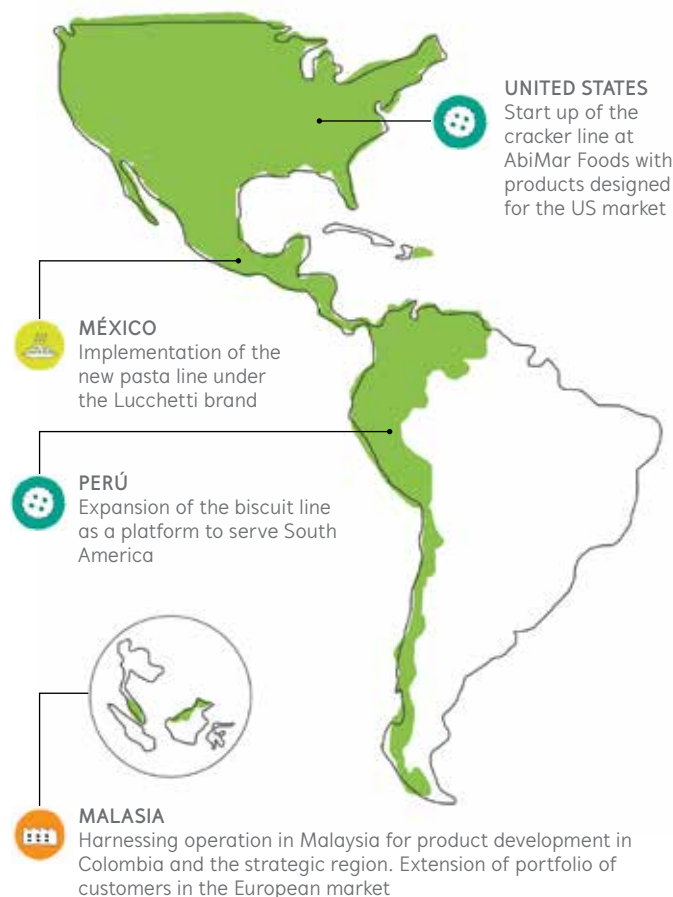 UNITED STATES
Start up of the
cracker line at
AbiMar Foods with
products designed
for the US market
MÉXICO
Implementation of the
new pasta line under
the Lucchetti brand
PERÚ
Expansion of the biscuit line
as a platform to serve South
America
MALASIA
Harnessing operation in Malaysia for product development in
Colombia and the strategic region. Extension of portfolio of
customers in the European market